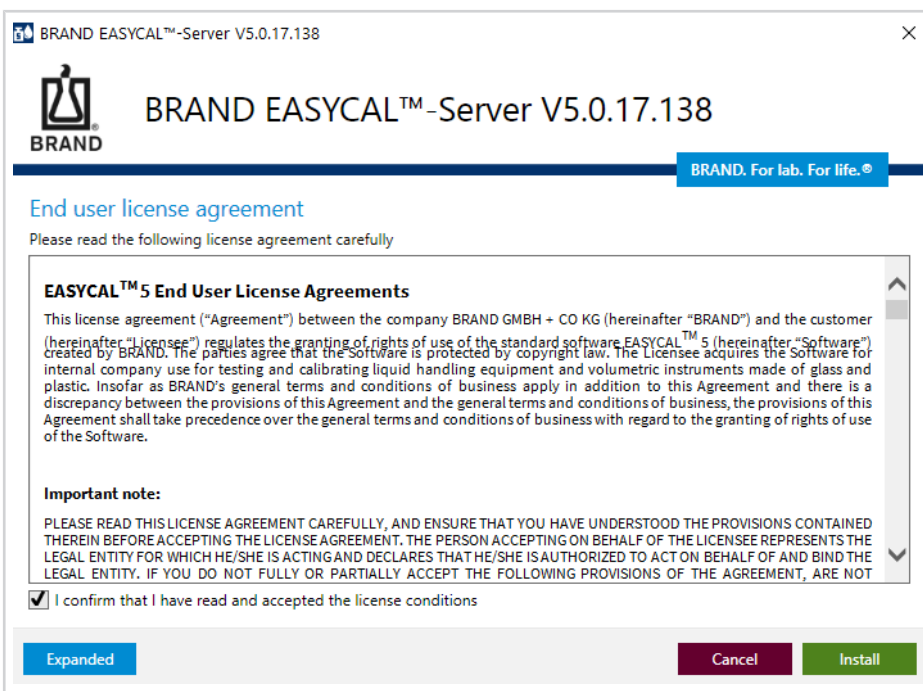 BRAND EASYCAL™-Server V5.0.17.138
BRAND®
BRAND EASYCAL™-Server V5.0.17.138
BRAND. For lab. For life.®
End user license agreement
Please read the following license agreement carefully
EASYCAL™ 5 End User License Agreements
This license agreement (“Agreement”) between the company BRAND GMBH + CO KG (hereinafter “BRAND”) and the customer
(hereinafter “Licensee”) regulates the granting of rights of use of the standard software EASYCAL™ 5 (hereinafter “Software”)
created by BRAND. The parties agree that the Software is protected by copyright law. The Licensee acquires the Software for
internal company use for testing and calibrating liquid handling equipment and volumetric instruments made of glass and
plastic. Insofar as BRAND’s general terms and conditions of business apply in addition to this Agreement and there is a
discrepancy between the provisions of this Agreement and the general terms and conditions of business, the provisions of this
Agreement shall take precedence over the general terms and conditions of business with regard to the granting of rights of use
of the Software.
Important note:
PLEASE READ THIS LICENSE AGREEMENT CAREFULLY, AND ENSURE THAT YOU HAVE UNDERSTOOD THE PROVISIONS CONTAINED
THEREIN BEFORE ACCEPTING THE LICENSE AGREEMENT. THE PERSON ACCEPTING ON BEHALF OF THE LICENSEE REPRESENTS THE
LEGAL ENTITY FOR WHICH HE/SHE IS ACTING AND DECLARES THAT HE/SHE IS AUTHORIZED TO ACT ON BEHALF OF AND BIND THE
LEGAL ENTITY. IF YOU DO NOT FULLY OR PARTIALLY ACCEPT THE FOLLOWING PROVISIONS OF THE AGREEMENT, ARE NOT
I confirm that I have read and accepted the license conditions
Expanded
Cancel
Install